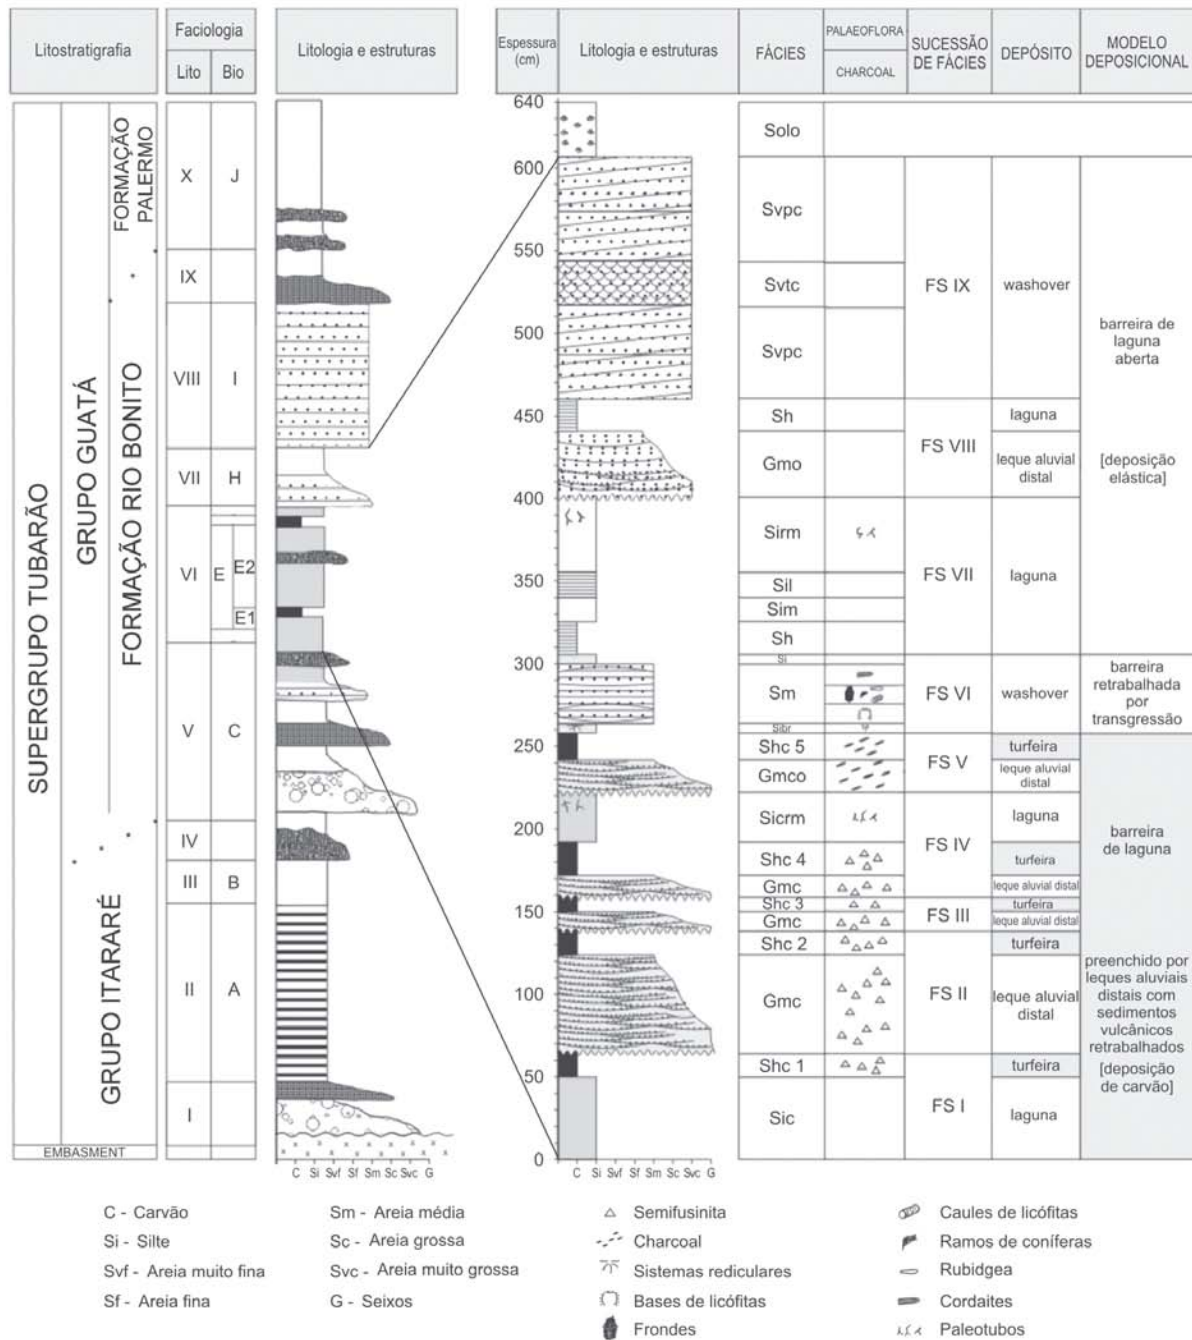 Litostratigrafia
Faciologia
Lito
Bio
Litologia e estruturas
SUPERGRUPO TUBARÃO
GRUPO GUATÁ
GRUPO ITARARÉ
FORMAÇÃO PALERMO
FORMAÇÃO RIO BONITO
EMBASMENT
X
J
IX
VIII
I
VII
H
VI
E
E2
E1
V
C
IV
III
B
II
A
I
C Si Svf Sf Sm Sc Svc G
Espessura
(cm)
Litologia e estruturas
FÁCIES
PALAEOFLORA
CHARCOAL
SUCESSÃO
DE FÁCIES
DEPÓSITO
MODELO
DEPOSICIONAL
640
600
550
500
450
400
350
300
250
200
150
100
50
0
C Si Svf Sf Sm Sc Svc G
Solo
Svpc
Svtc
Svpc
Sh
Gmo
Sirm
Sil
Sim
Sh
Si
Sm
Sibr
Shc 5
Gmco
Sicrm
Shc 4
Gmc
Shc 3
Gmc
Shc 2
Gmc
Shc 1
Sic
FS IX
FS VIII
FS VII
FS VI
FS V
FS IV
FS III
FS II
FS I
washover
laguna
leque aluvial
distal
laguna
washover
turfeira
leque aluvial
distal
laguna
turfeira
leque aluvial distal
turfeira
leque aluvial distal
turfeira
leque aluvial
distal
turfeira
laguna
barreira de
laguna
aberta
[deposição
elástica]
barreira
retrabalhada
por
transgressão
barreira
de laguna
preenchido por
leques aluviais
distais com
sedimentos
vulcânicos
retrabalhados
[deposição
de carvão]
C - Carvão
Si - Silte
Svf - Areia muito fina
Sf - Areia fina
Sm - Areia média
Sc - Areia grossa
Svc - Areia muito grossa
G - Seixos
Semifusinita
Charcoal
Sistemas rediculares
Bases de licófitas
Frondes
Caules de licófitas
Ramos de coníferas
Rubidgea
Cordaites
Paleotubos